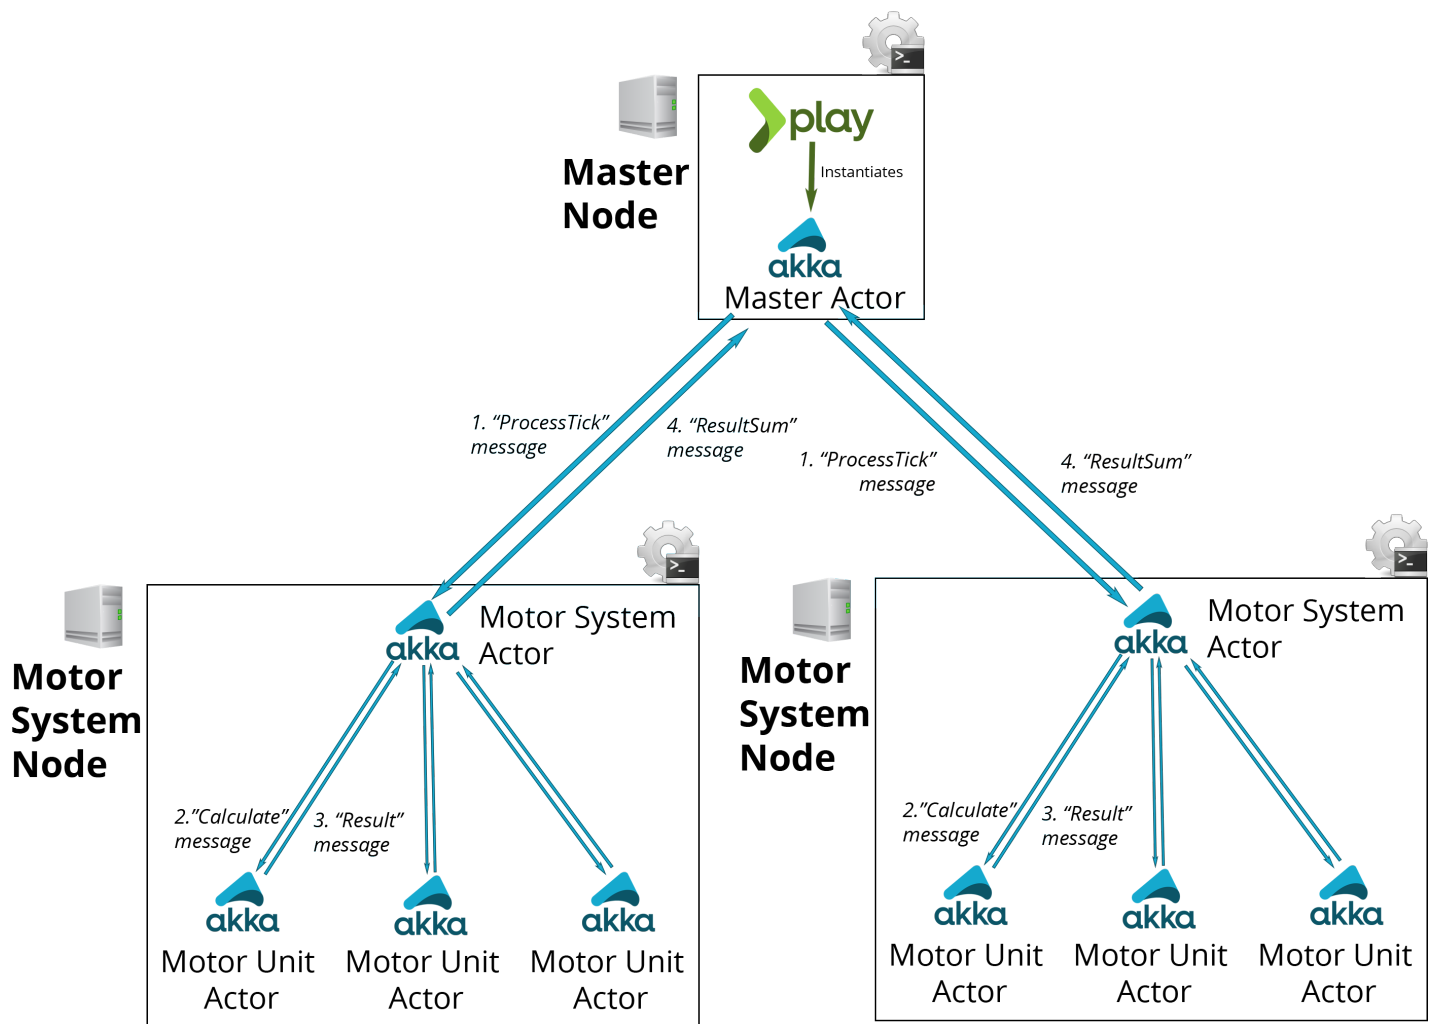 >_
play
Master
Node
Instantiates
akka
Master Actor
1. “ProcessTick”
message
4. “ResultSum”
message
1. “ProcessTick”
message
4. “ResultSum”
message
>_
Motor
System
Node
akka
Motor System
Actor
2.”Calculate”
message
3. “Result”
message
akka
Motor Unit
Actor
akka
Motor Unit
Actor
akka
Motor Unit
Actor
>_
Motor
System
Node
akka
Motor System
Actor
2.”Calculate”
message
3. “Result”
message
akka
Motor Unit
Actor
akka
Motor Unit
Actor
akka
Motor Unit
Actor